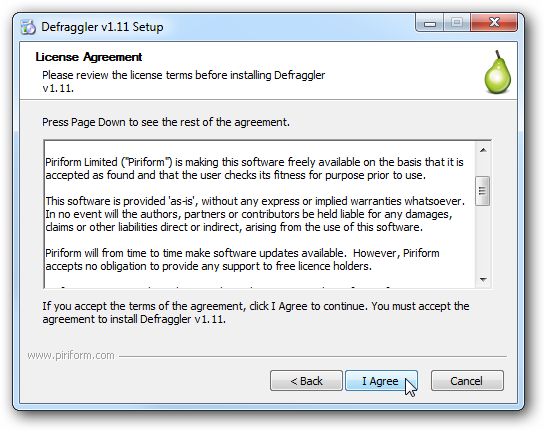 Defraggler v1.11 Setup
License Agreement
Please review the license terms before installing Defraggler
v1.11.
Press Page Down to see the rest of the agreement.
Piriform Limited ("Piriform") is making this software freely available on the basis that it is
accepted as found and that the user checks its fitness for purpose prior to use.
This software is provided 'as-is', without any express or implied warranties whatsoever.
In no event will the authors, partners or contributors be held liable for any damages,
claims or other liabilities direct or indirect, arising from the use of this software.
Piriform will from time to time make software updates available.  However, Piriform
accepts no obligation to provide any support to free licence holders.
If you accept the terms of the agreement, click I Agree to continue. You must accept the
agreement to install Defraggler v1.11.
www.piriform.com
< Back
I Agree
Cancel